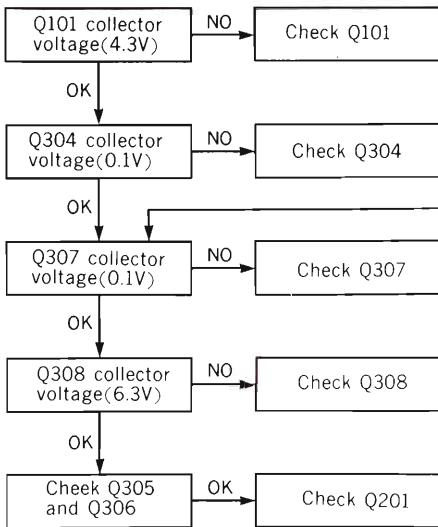 Q101 collector
voltage(4.3V)
NO
Check Q101
OK
Q304 collector
voltage(0.1V)
NO
Check Q304
OK
Q307 collector
voltage(0.1V)
NO
Check Q307
OK
Q308 collector
voltage(6.3V)
NO
Check Q308
OK
Cheek Q305
and Q306
OK
Check Q201